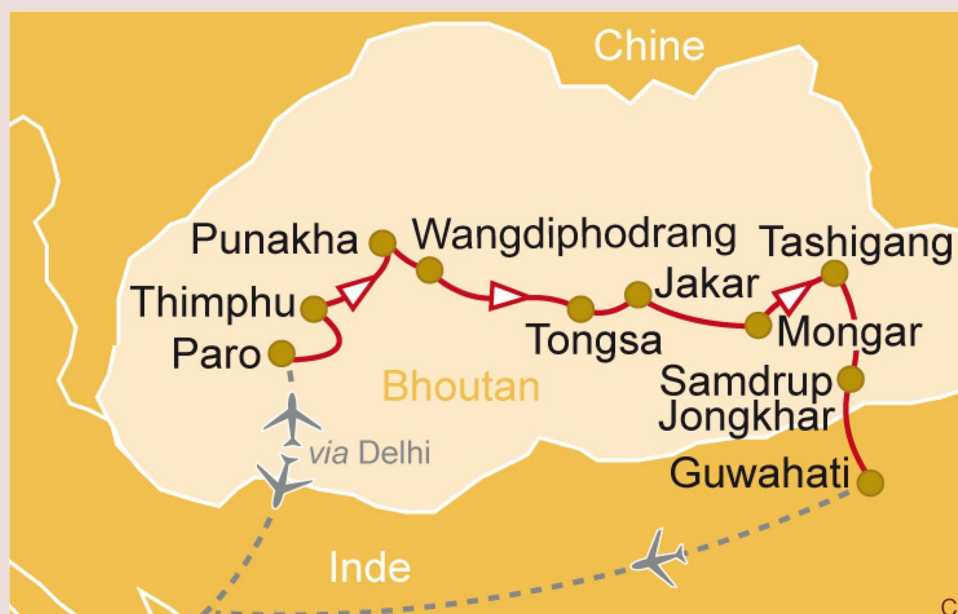 Chine
Punakha
Wangdiphodrang
Tashigang
Thimphu
Jakar
Paro
Tongsa
Mongar
Bhoutan
Samdrup
Jongkhar
via Delhi
Guwahati
Inde